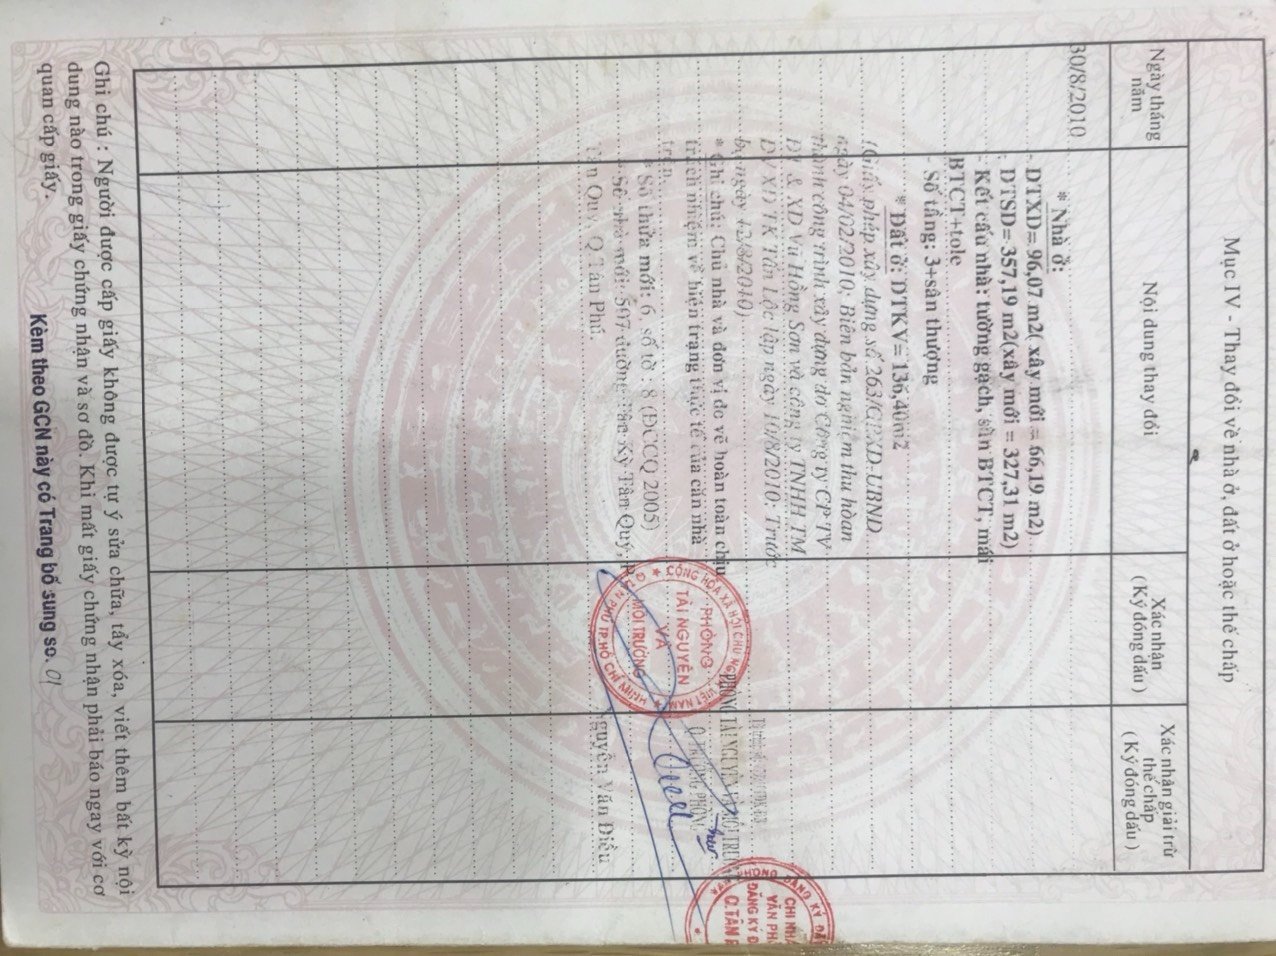 Mục IV - Thay đổi về nhà ở, đất ở hoặc thế chấp
Ngày tháng năm
Nội dung thay đổi
Xác nhận
( Ký đóng dấu )
Xác nhận giải trừ thế chấp
( Ký đóng dấu )
30/8/2010
* Nhà ở:
- DTXD= 96,07 m2( xây mới = 66,19 m2)
- DTSD= 357,19 m2(xây mới = 327,31 m2)
- Kết cấu nhà: tường gạch, sàn BTCT, mái
BTCT+tole
- Số tầng: 3+sân thượng
* Đất ở: DTKV= 136,40m2
(Giấy phép xây dựng số 263/GPXD-UBND
ngày 04/02/2010; Biên bản nghiệm thu hoàn
thành công trình xây dựng do Công ty CP TV
ĐT & XD Vũ Hồng Sơn và công ty TNHH TM
DV XD TK Tấn Lộc lập ngày 10/8/2010; Trước
bạ ngày 12/8/2010)
* Ghi chú: Chủ nhà và đơn vị đo vẽ hoàn toàn chịu
trách nhiệm về hiện trạng thực tế của căn nhà
trên.
* Số thửa mới: 6, số tờ: 8 (ĐCCQ 2005)
* Số nhà mới: 597 đường Tân Kỳ Tân Quý, P.
Tân Quý, Q Tân Phú.
PHÒNG TÀI NGUYÊN VÀ MÔI TRƯỜNG
CỘNG HÒA XÃ HỘI CHỦ NGHĨA VIỆT NAM
PHÒNG
TÀI NGUYÊN
VÀ
MÔI TRƯỜNG
Q.TÂN PHÚ TP.HỒ CHÍ MINH
Nguyễn Văn Điều
VĂN PHÒNG ĐĂNG KÝ ĐẤ
CHI NHÁ
VĂN PH
ĐĂNG KÝ Đ
Q.TÂN P
Ghi chú : Người được cấp giấy không được tự ý sửa chữa, tẩy xóa, viết thêm bất kỳ nội
dung nào trong giấy chứng nhận và sơ đồ. Khi mất giấy chứng nhận phải báo ngay với cơ
quan cấp giấy.
Kèm theo GCN này có Trang bổ sung số. 01